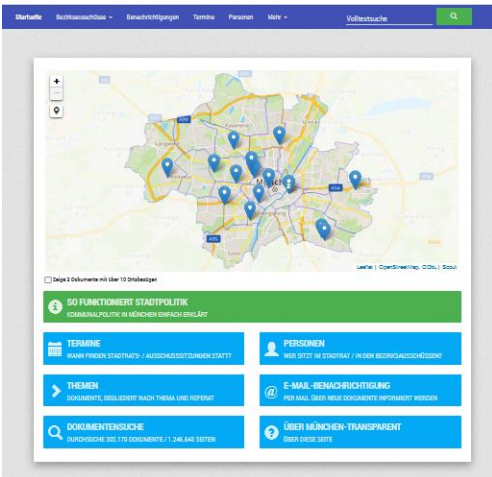 Startseite Bezirksausschüsse Benachrichtigungen Termine Personen Mehr Volltextsuche
+
−
München
Leaflet | OpenStreetMap, ODbL | Scout
Zeige 2 Dokumente mit über 10 Ortsbezügen
SO FUNKTIONIERT STADTPOLITIK
KOMMUNALPOLITIK IN MÜNCHEN EINFACH ERKLÄRT
TERMINE
WANN FINDEN STADTRATS- / AUSSCHUSSSITZUNGEN STATT?
PERSONEN
WER SITZT IM STADTRAT / IN DEN BEZIRKSAUSSCHÜSSEN?
THEMEN
DOKUMENTE, GEGLIEDERT NACH THEMA UND REFERAT
@ E-MAIL-BENACHRICHTIGUNG
PER MAIL ÜBER NEUE DOKUMENTE INFORMIERT WERDEN
DOKUMENTENSUCHE
DURCHSUCHE 302.170 DOKUMENTE / 1.246.648 SEITEN
ÜBER MÜNCHEN-TRANSPARENT
ÜBER DIESE SEITE